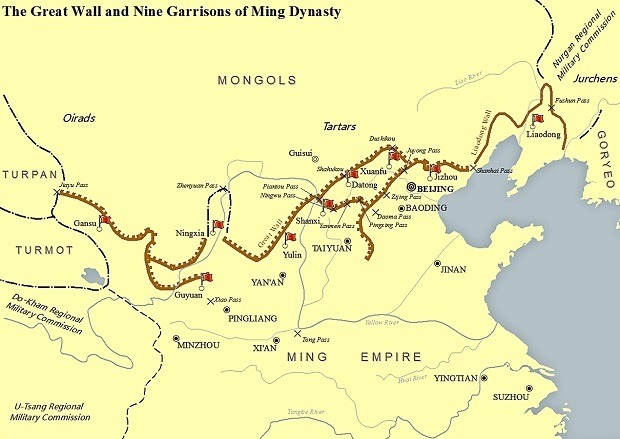 The Great Wall and Nine Garrisons of Ming Dynasty
Nurgan Regional
Military Commission
MONGOLS
Liao River
Jurchens
Fushun Pass
Oirads
Tartars
Liaodong Wall
Liaodong
GORYEO
Dushikou
Juyong Pass
Guisui
Shahukou
Xuanfu
Jizhou
Shanhai Pass
TURPAN
Jiayu Pass
Zhenyuan Pass
Piantou Pass
Ningwu Pass
Datong
BEIJING
Zijing Pass
Gansu
Ningxia
Great Wall
Shanxi
Yanmen Pass
BAODING
Daoma Pass
Pingxing Pass
TURMOT
Yulin
TAIYUAN
Guyuan
YAN'AN
JINAN
Do-Kham Regional
Military Commission
Xiao Pass
PINGLIANG
Yellow River
MINZHOU
XI'AN
Tong Pass
MING EMPIRE
Huai River
YINGTIAN
SUZHOU
U-Tsang Regional
Military Commission
Yangtze River